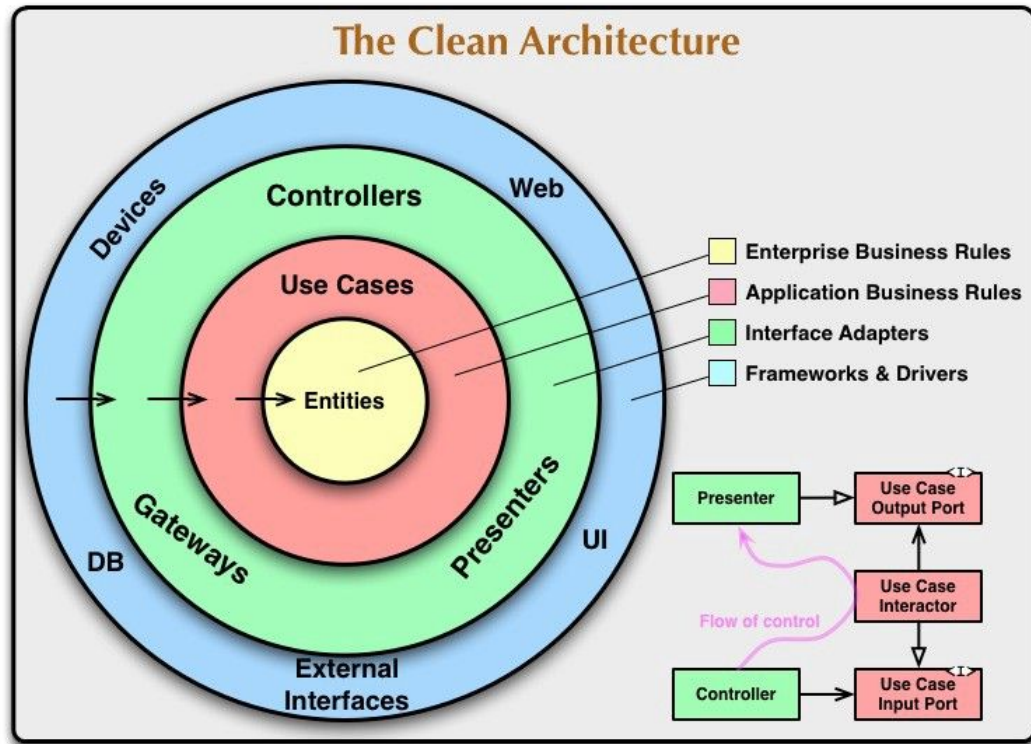 The Clean Architecture
Devices
Web
Controllers
Use Cases
Entities
Gateways
Presenters
DB
UI
External
Interfaces
Enterprise Business Rules
Application Business Rules
Interface Adapters
Frameworks & Drivers
Presenter
<I>
Use Case
Output Port
Flow of control
Use Case
Interactor
Controller
<I>
Use Case
Input Port